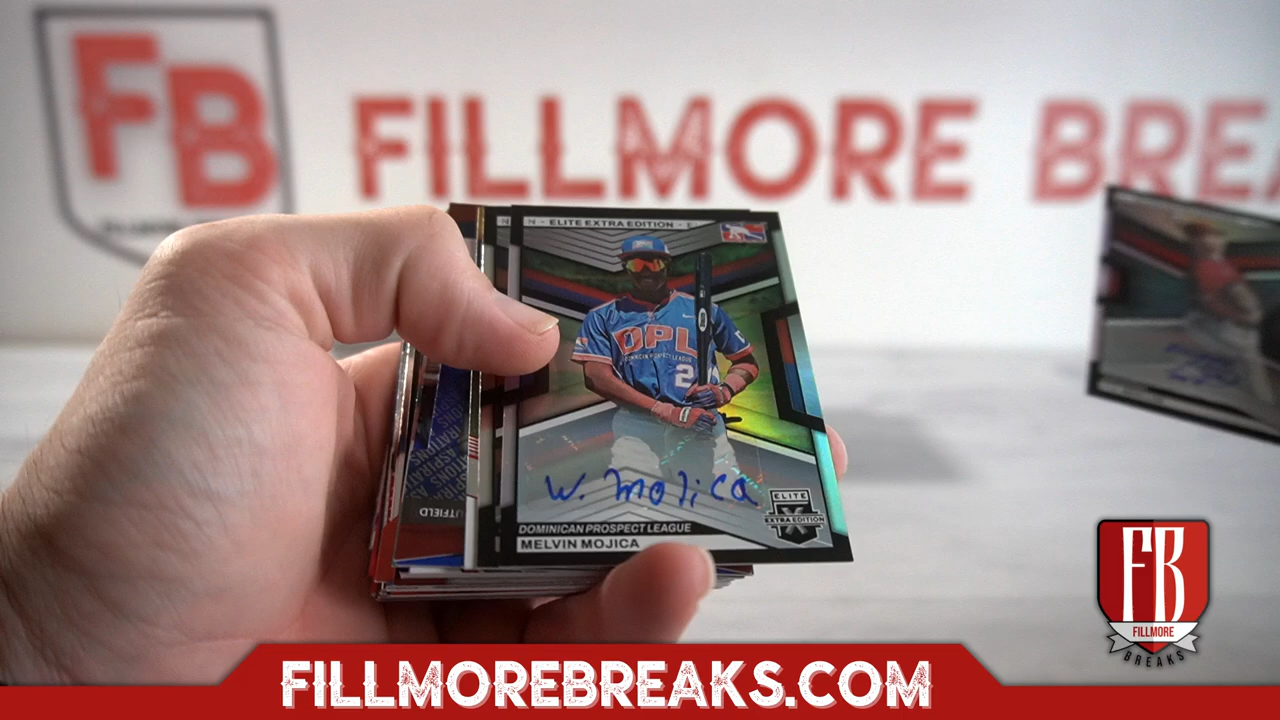 FB
FILLMORE BREA
ELITE EXTRA EDITION
DPL
DOMINICAN PROSPECT LEAGUE
2
W. Mojica
ELITE
EXTRA EDITION
X
DOMINICAN PROSPECT LEAGUE
MELVIN MOJICA
UTFIELD
FB
FILLMORE
BREAKS
FILLMOREBREAKS.COM